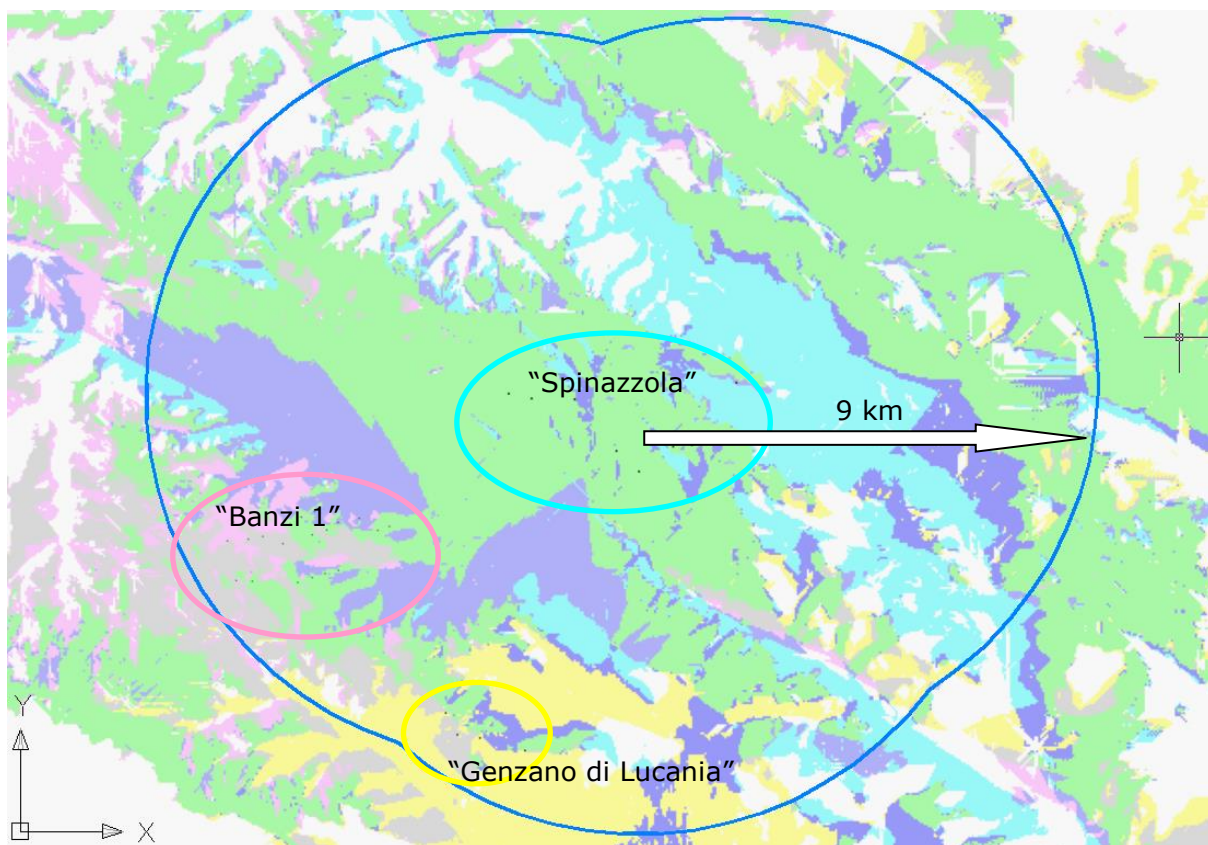 “Spinazzola”
9 km
“Banzi 1”
“Genzano di Lucania”
Y
X